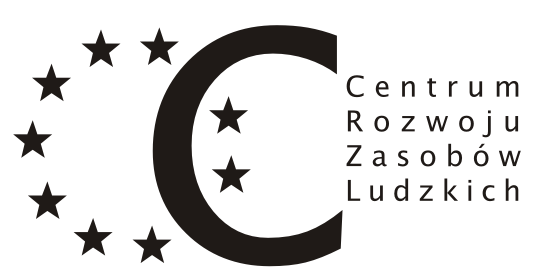 C
Centrum
Rozwoju
Zasobów
Ludzkich